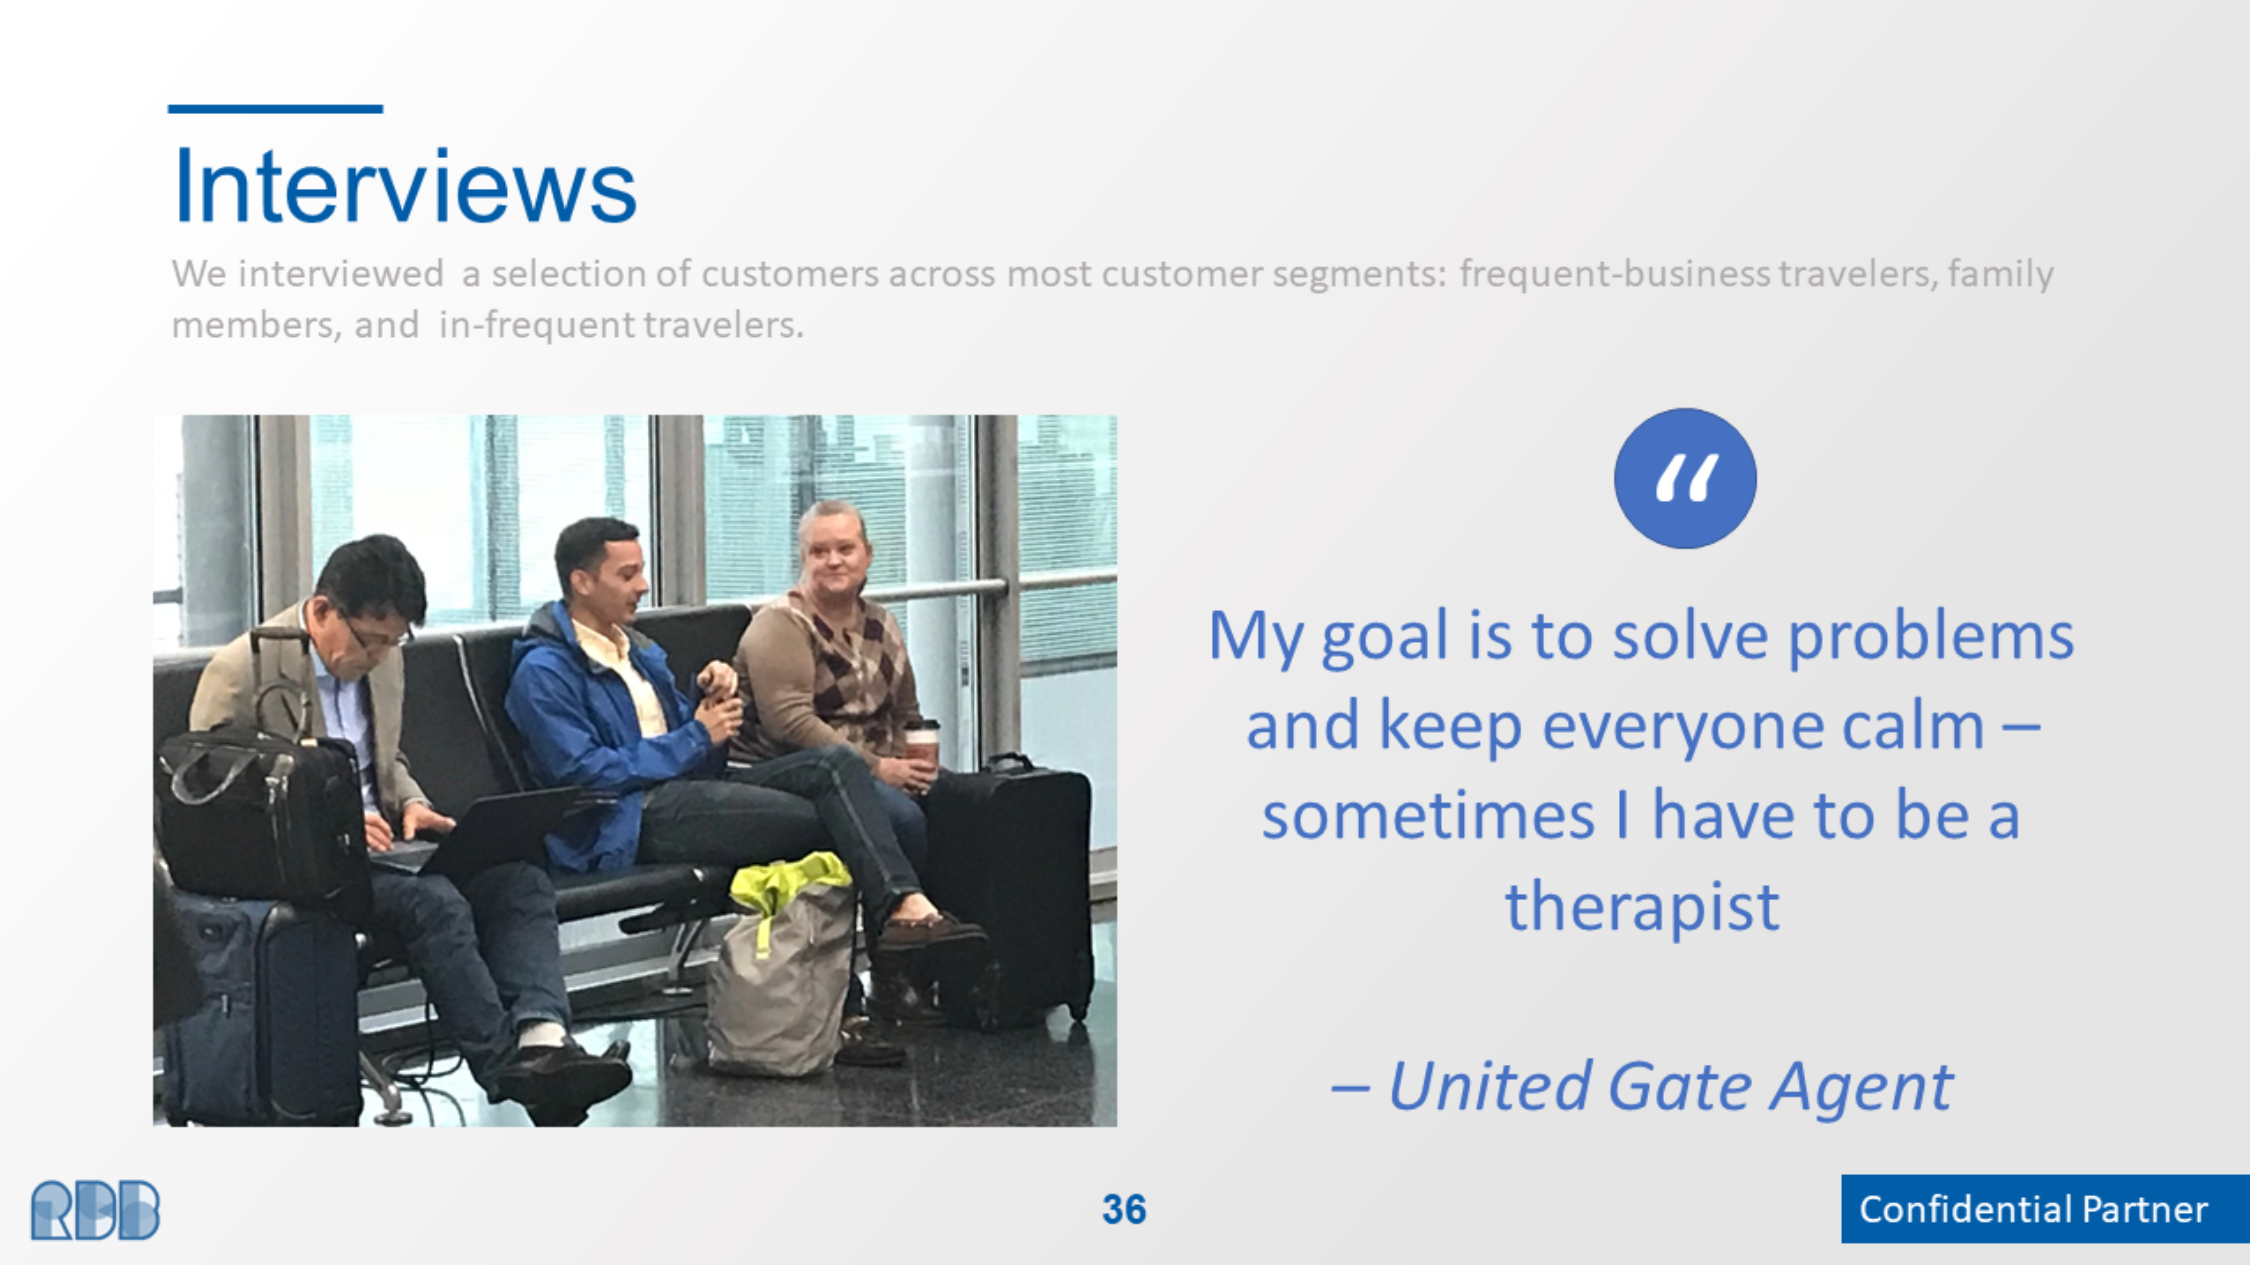 Interviews
We interviewed a selection of customers across most customer segments: frequent-business travelers, family
members, and in-frequent travelers.
“
My goal is to solve problems
and keep everyone calm –
sometimes I have to be a
therapist
– United Gate Agent
RBB
36
Confidential Partner